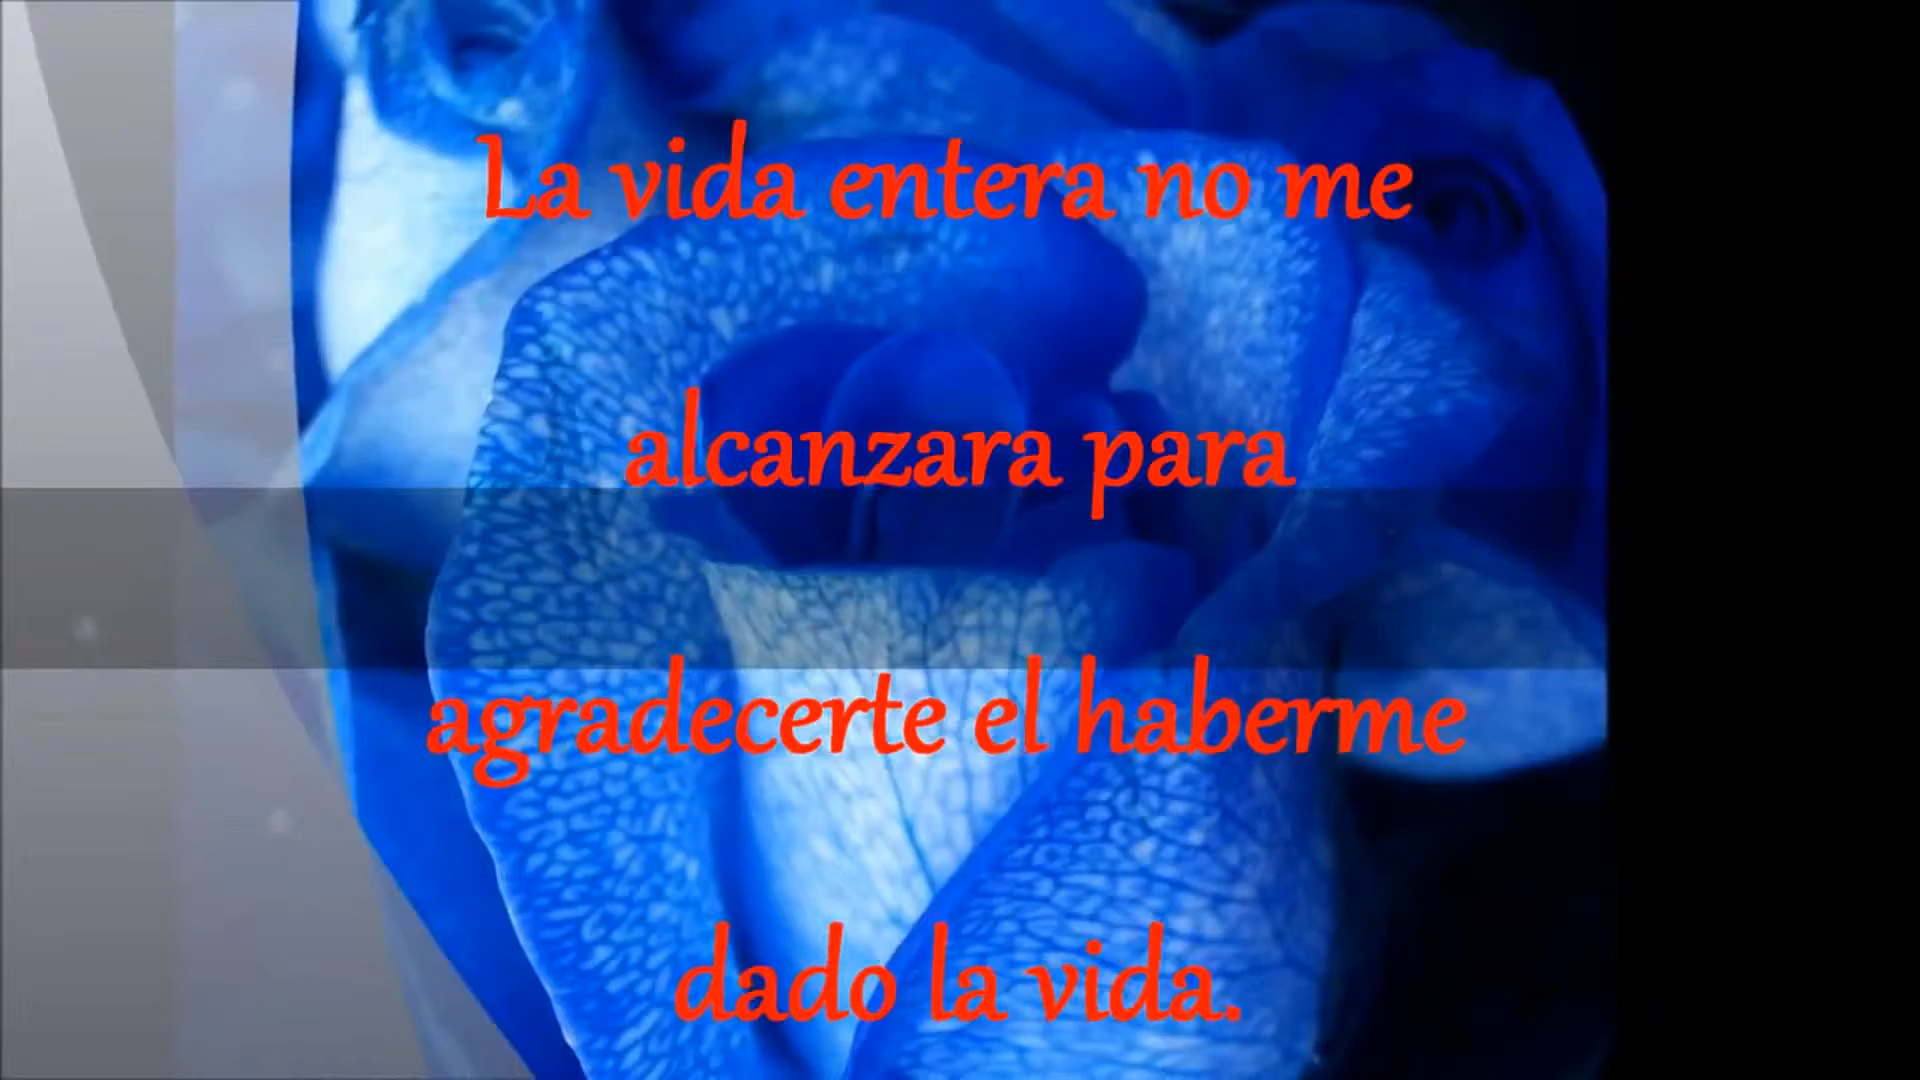 La vida entera no me
alcanzara para
agradecerte el haberme
dado la vida.